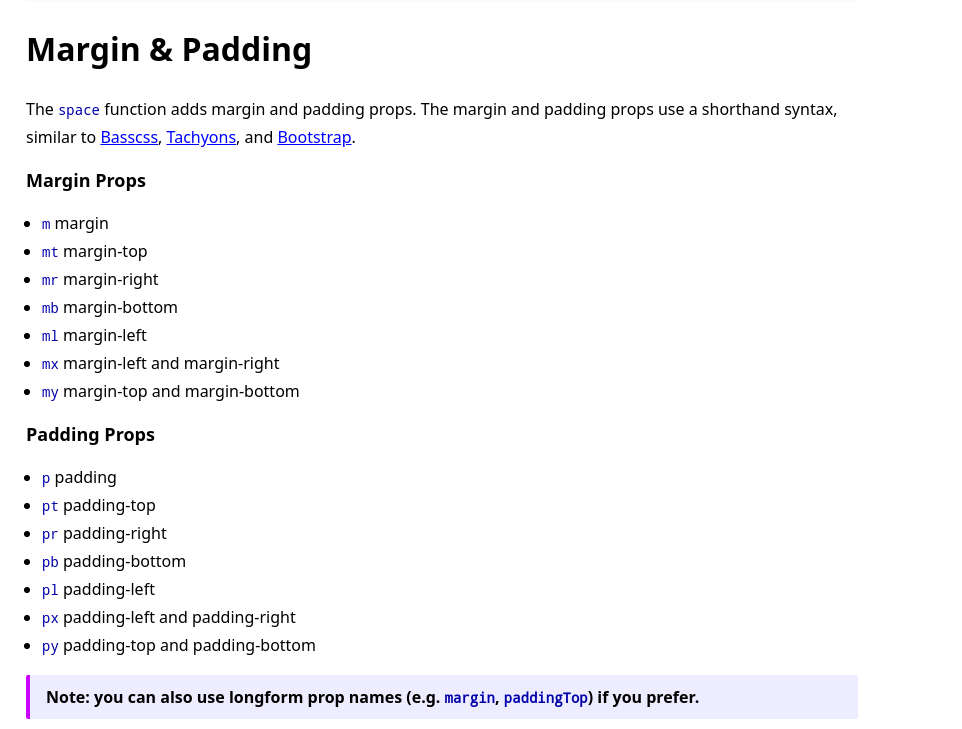 Margin & Padding
The space function adds margin and padding props. The margin and padding props use a shorthand syntax,
similar to Basscss, Tachyons, and Bootstrap.
Margin Props
m margin
mt margin-top
mr margin-right
mb margin-bottom
ml margin-left
mx margin-left and margin-right
my margin-top and margin-bottom
Padding Props
p padding
pt padding-top
pr padding-right
pb padding-bottom
pl padding-left
px padding-left and padding-right
py padding-top and padding-bottom
Note: you can also use longform prop names (e.g. margin, paddingTop) if you prefer.